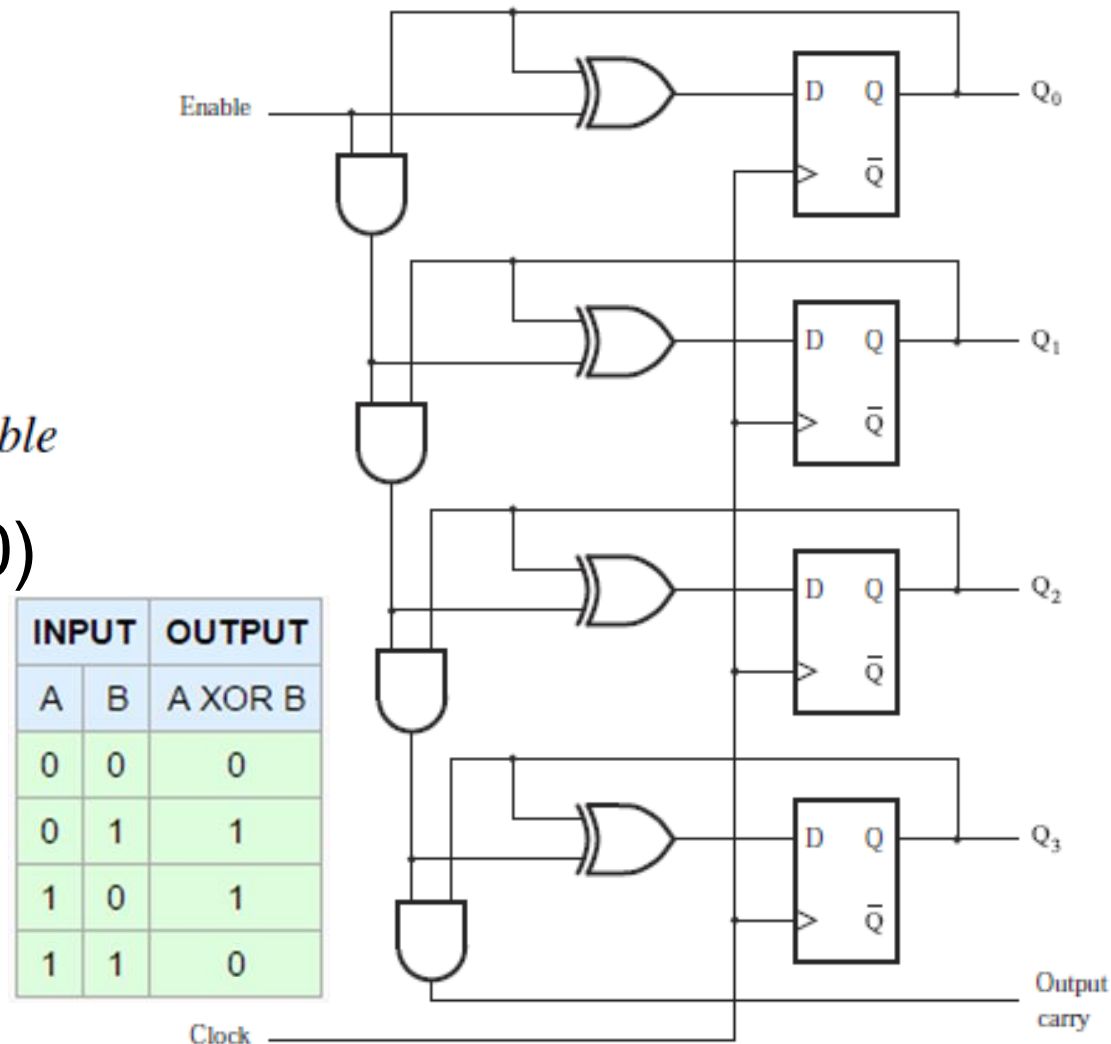 Enable
D Q
Q̅
Q₀
D Q
Q̅
Q₁
0)
D Q
Q̅
Q₂
INPUT OUTPUT
A B A XOR B
0 0 0
0 1 1
1 0 1
1 1 0
D Q
Q̅
Q₃
Output
carry
Clock